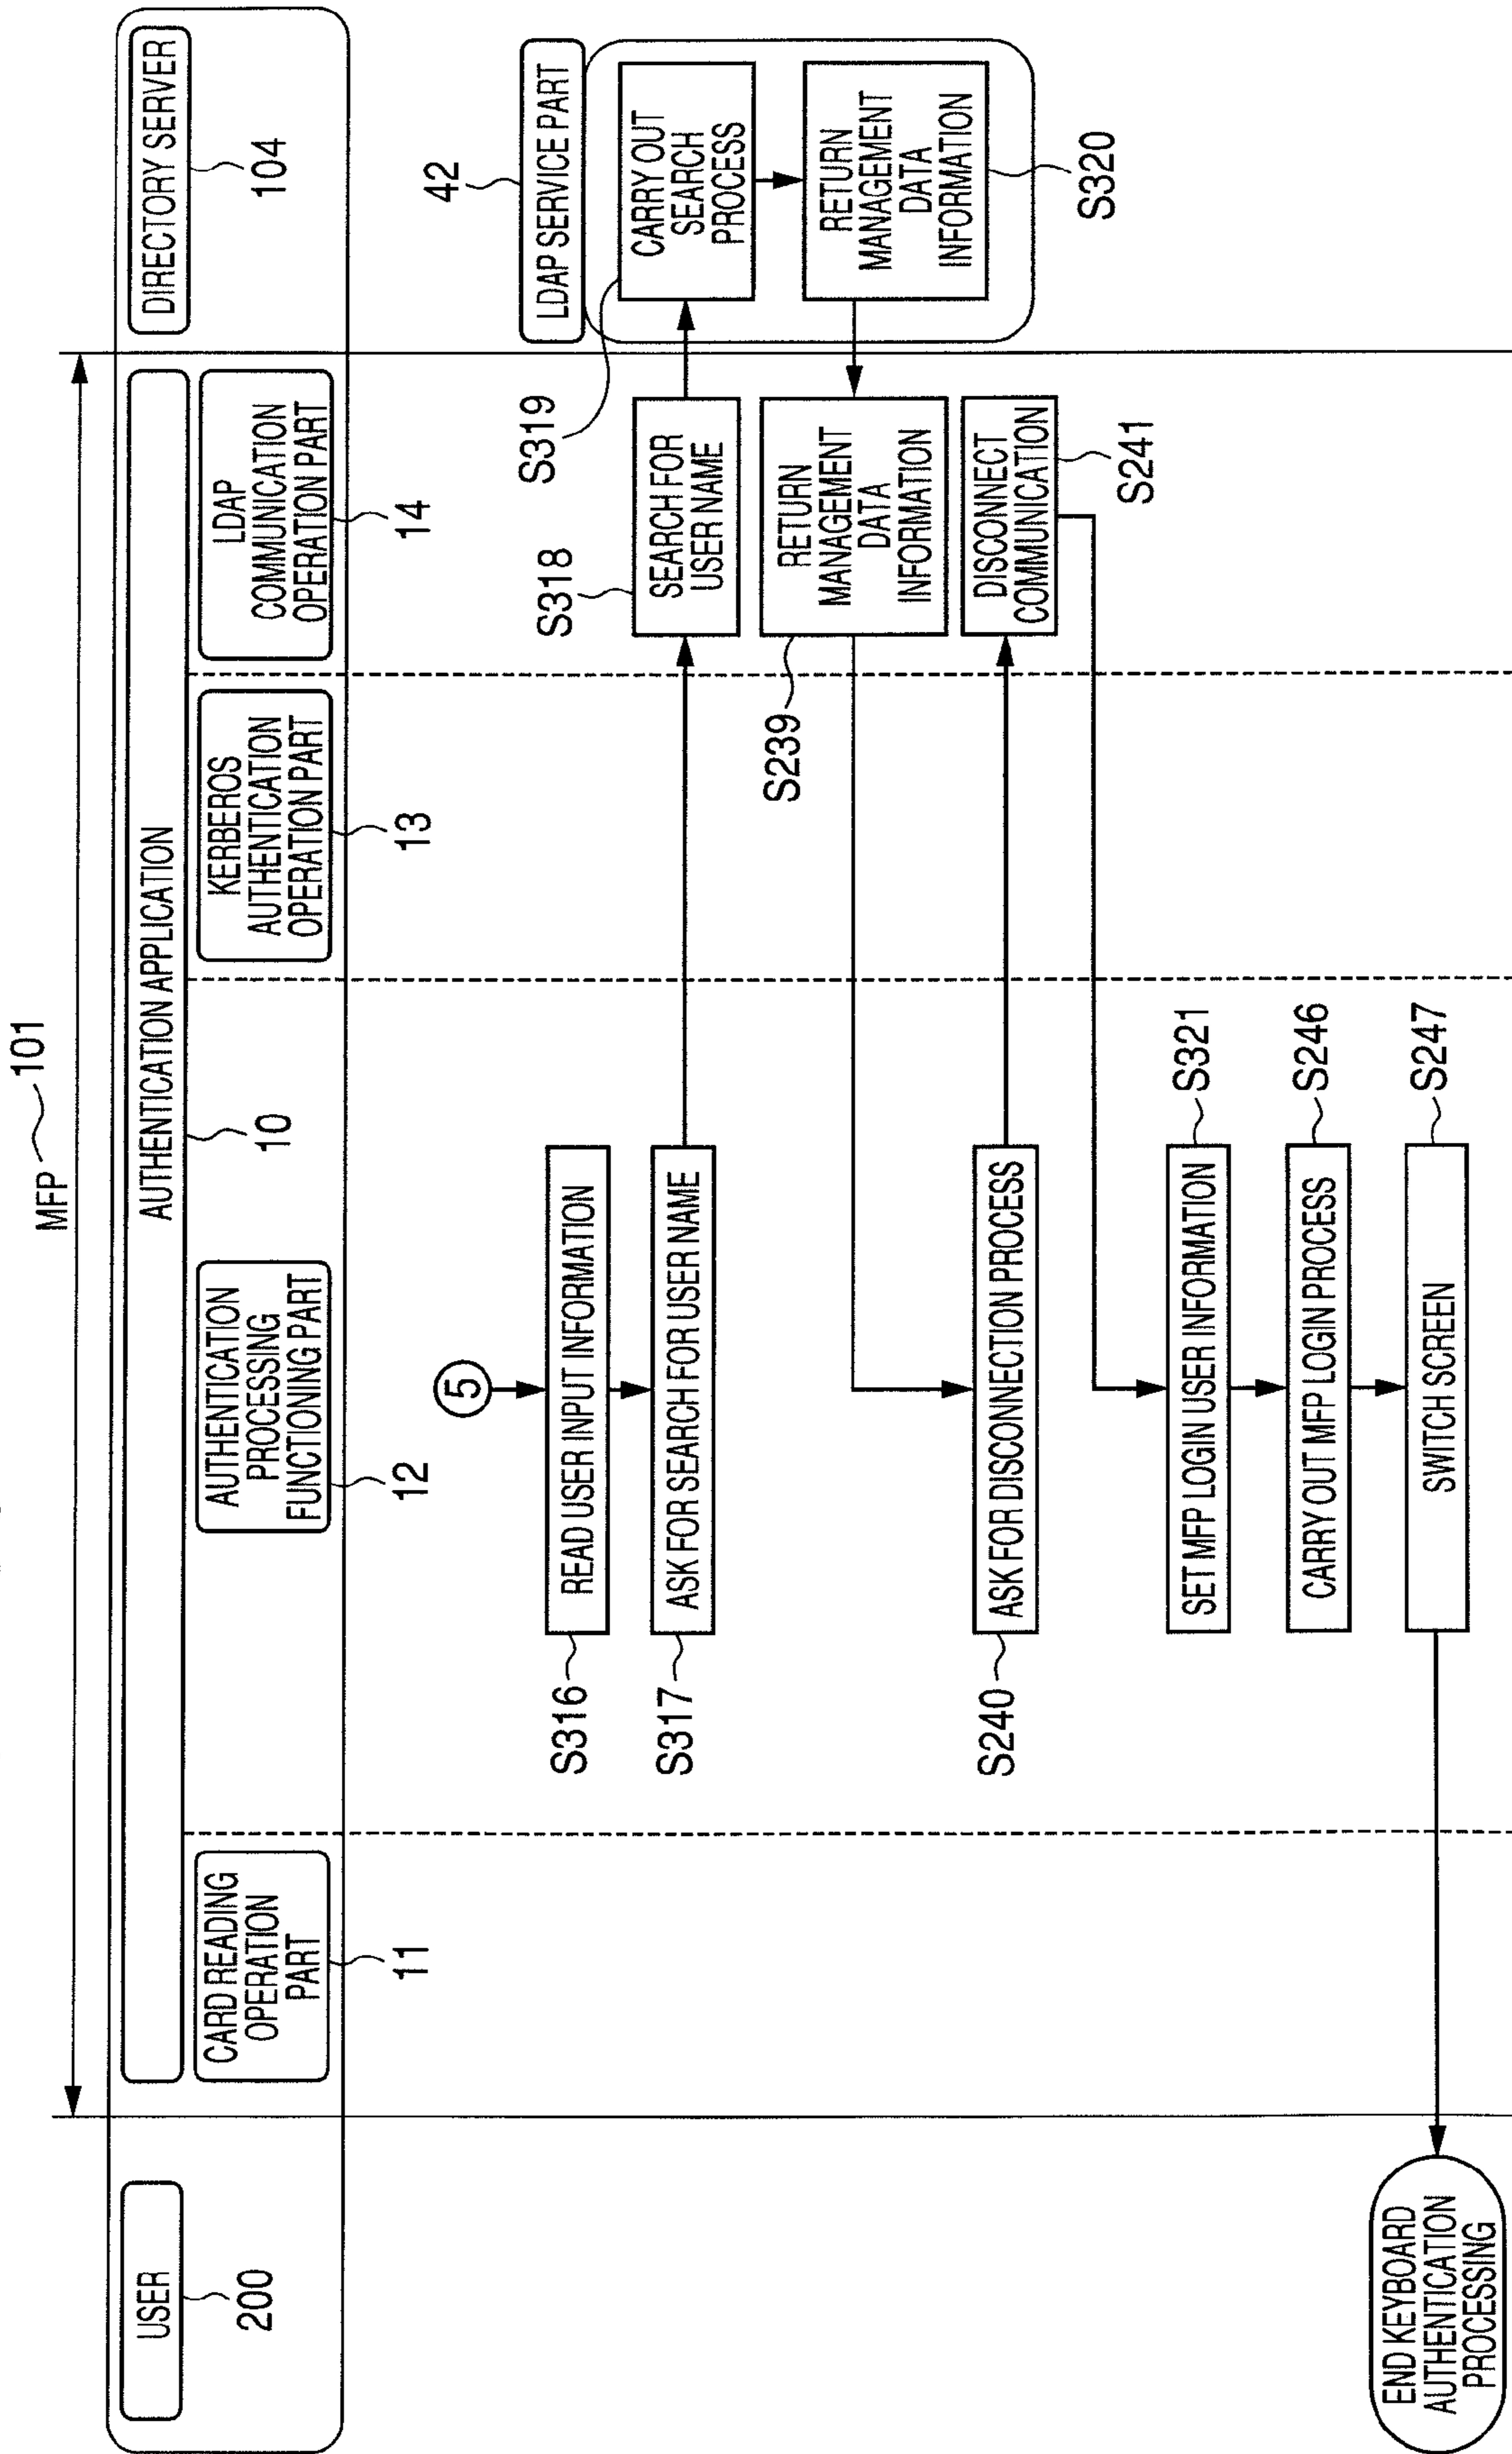 101
MFP
USER
200
AUTHENTICATION APPLICATION
10
DIRECTORY SERVER
104
CARD READING
OPERATION
PART
11
AUTHENTICATION
PROCESSING
FUNCTIONING PART
12
KERBEROS
AUTHENTICATION
OPERATION PART
13
LDAP
COMMUNICATION
OPERATION PART
14
5
S316
READ USER INPUT INFORMATION
S317
ASK FOR SEARCH FOR USER NAME
S318
SEARCH FOR
USER NAME
42
LDAP SERVICE PART
S319
CARRY OUT
SEARCH
PROCESS
RETURN
MANAGEMENT
DATA
INFORMATION
S320
S239
RETURN
MANAGEMENT
DATA
INFORMATION
S240
ASK FOR DISCONNECTION PROCESS
DISCONNECT
COMMUNICATION
S241
SET MFP LOGIN USER INFORMATION
S321
CARRY OUT MFP LOGIN PROCESS
S246
SWITCH SCREEN
S247
END KEYBOARD
AUTHENTICATION
PROCESSING